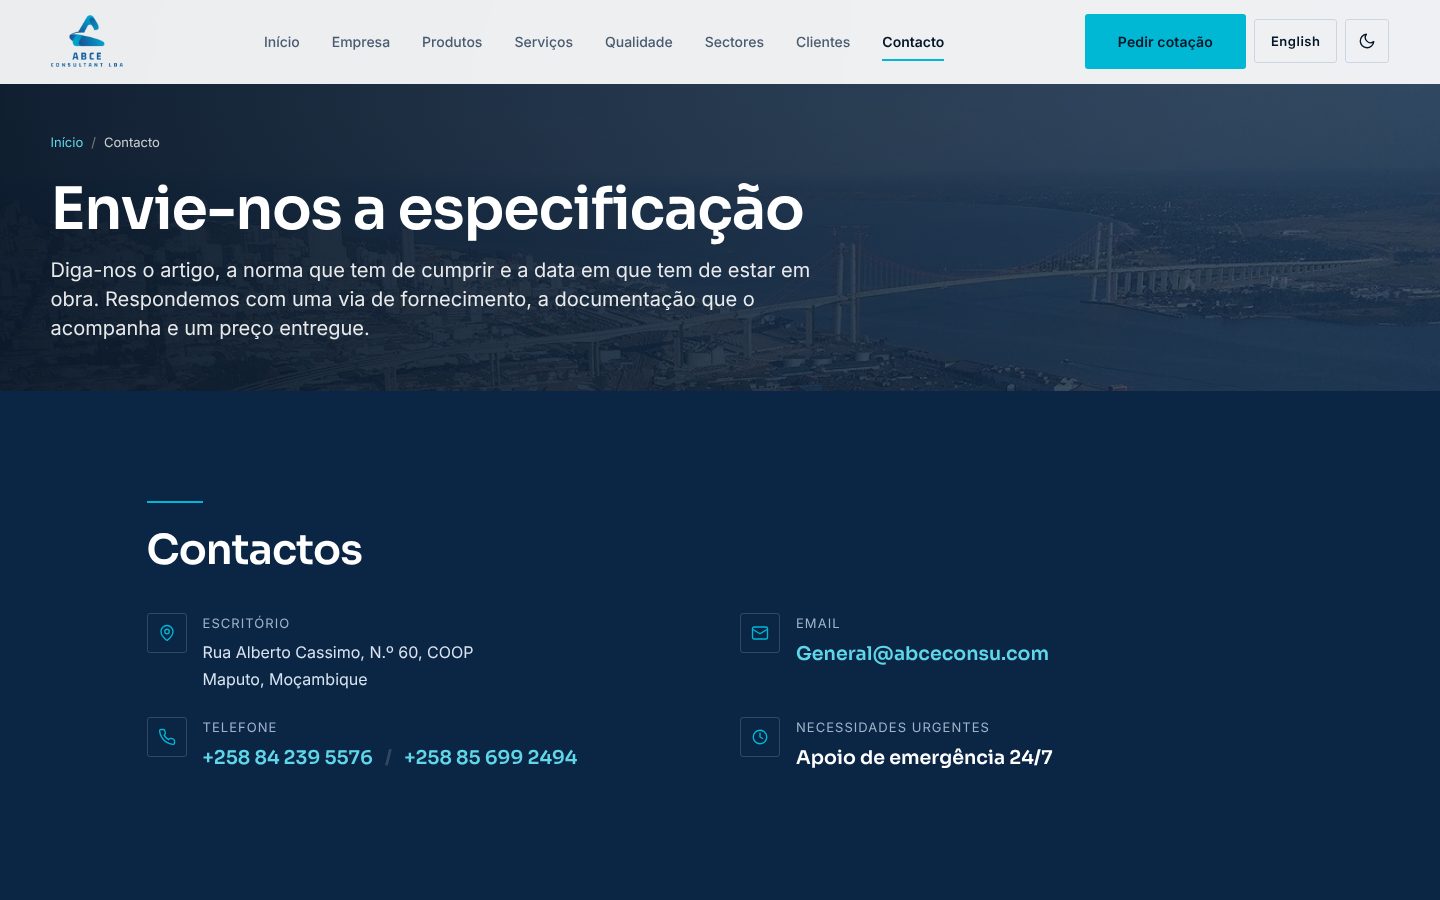 ABCE
CONSULTANT LDA
Início
Empresa
Produtos
Serviços
Qualidade
Sectores
Clientes
Contacto
Pedir cotação
English
Início / Contacto
Envie-nos a especificação
Diga-nos o artigo, a norma que tem de cumprir e a data em que tem de estar em
obra. Respondemos com uma via de fornecimento, a documentação que o
acompanha e um preço entregue.
Contactos
ESCRITÓRIO
Rua Alberto Cassimo, N.º 60, COOP
Maputo, Moçambique
EMAIL
General@abceconsu.com
TELEFONE
+258 84 239 5576 / +258 85 699 2494
NECESSIDADES URGENTES
Apoio de emergência 24/7